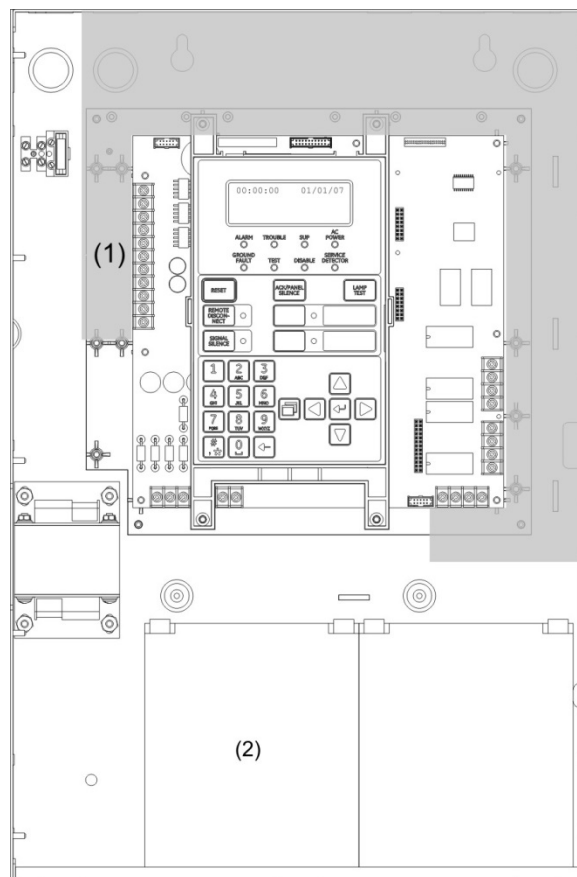 (1)
00:00:00 01/01/07
ALARM TROUBLE SUP AC POWER
GROUND FAULT TEST DISABLE SERVICE DETECTOR
RESET ACK/PANEL SILENCE LAMP TEST
REMOTE DISCON-NECT
SIGNAL SILENCE
1 2 ABC 3 DEF
4 GHI 5 JKL 6 MNO
7 PQRS 8 TUV 9 WXYZ
# , ☆ 0
(2)